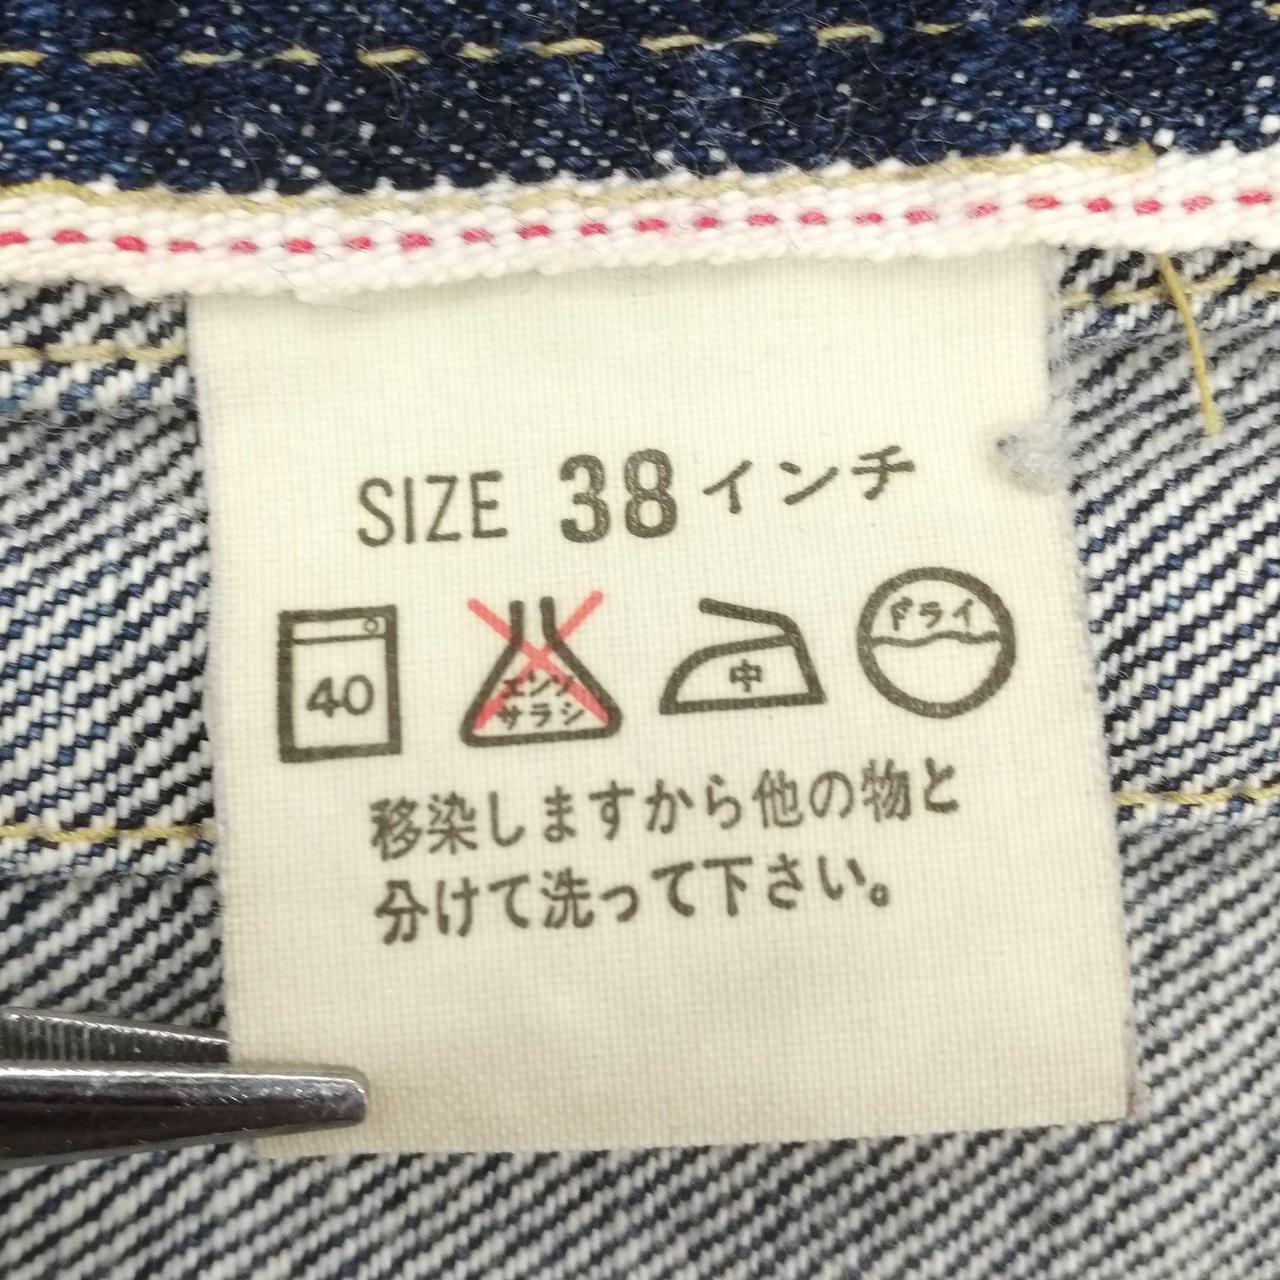 SIZE 38インチ
40 エンソサラシ 中 ドライ
移染しますから他の物と
分けて洗って下さい。